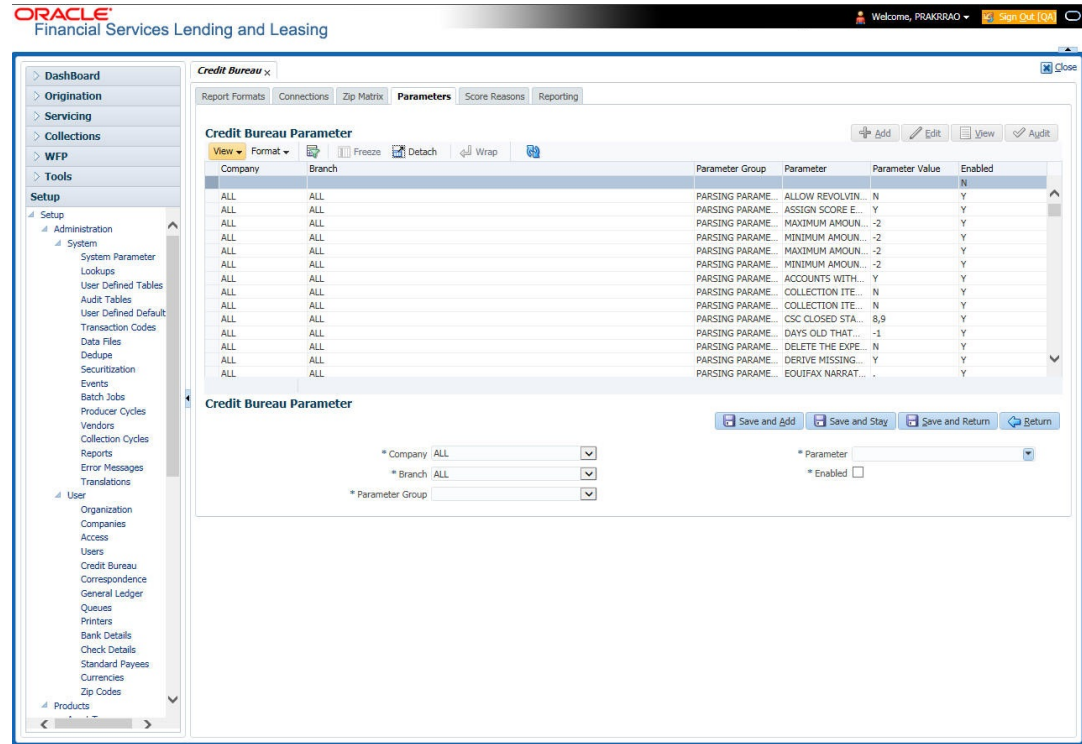 ORACLE
Financial Services Lending and Leasing
Welcome, PRAKRRAO
Sign Out [QA]
DashBoard
Origination
Servicing
Collections
WFP
Tools
Setup
Setup
Administration
System
System Parameter
Lookups
User Defined Tables
Audit Tables
User Defined Default
Transaction Codes
Data Files
Dedupe
Securitization
Events
Batch Jobs
Producer Cycles
Vendors
Collection Cycles
Reports
Error Messages
Translations
User
Organization
Companies
Access
Users
Credit Bureau
Correspondence
General Ledger
Queues
Printers
Bank Details
Check Details
Standard Payees
Currencies
Zip Codes
Products
Credit Bureau x
Close
Report Formats Connections Zip Matrix Parameters Score Reasons Reporting
Credit Bureau Parameter
Add Edit View Audit
View Format Freeze Detach Wrap
Company Branch Parameter Group Parameter Parameter Value Enabled
N
ALL ALL PARSING PARAME... ALLOW REVOLVIN... N Y
ALL ALL PARSING PARAME... ASSIGN SCORE E... Y Y
ALL ALL PARSING PARAME... MAXIMUM AMOUN... -2 Y
ALL ALL PARSING PARAME... MINIMUM AMOUN... -2 Y
ALL ALL PARSING PARAME... MAXIMUM AMOUN... -2 Y
ALL ALL PARSING PARAME... MINIMUM AMOUN... -2 Y
ALL ALL PARSING PARAME... ACCOUNTS WITH... Y Y
ALL ALL PARSING PARAME... COLLECTION ITE... N Y
ALL ALL PARSING PARAME... COLLECTION ITE... N Y
ALL ALL PARSING PARAME... CSC CLOSED STA... 8,9 Y
ALL ALL PARSING PARAME... DAYS OLD THAT... -1 Y
ALL ALL PARSING PARAME... DELETE THE EXPE... N Y
ALL ALL PARSING PARAME... DERIVE MISSING... Y Y
ALL ALL PARSING PARAME... EQUIFAX NARRAT... . Y
Credit Bureau Parameter
Save and Add Save and Stay Save and Return Return
* Company ALL
* Branch ALL
* Parameter Group
* Parameter
* Enabled